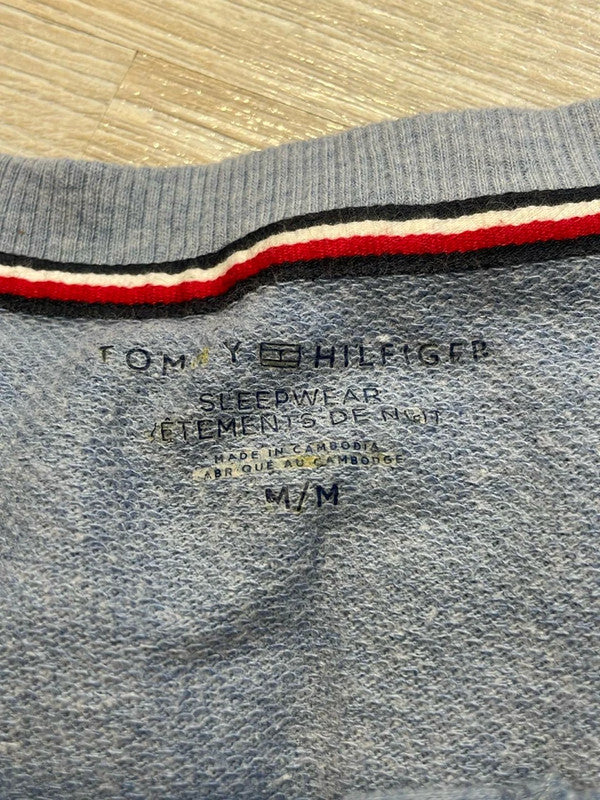 TOMMY HILFIGER
SLEEPWEAR
VÊTEMENTS DE NUIT
MADE IN CAMBODIA
FABRIQUÉ AU CAMBODGE
M/M